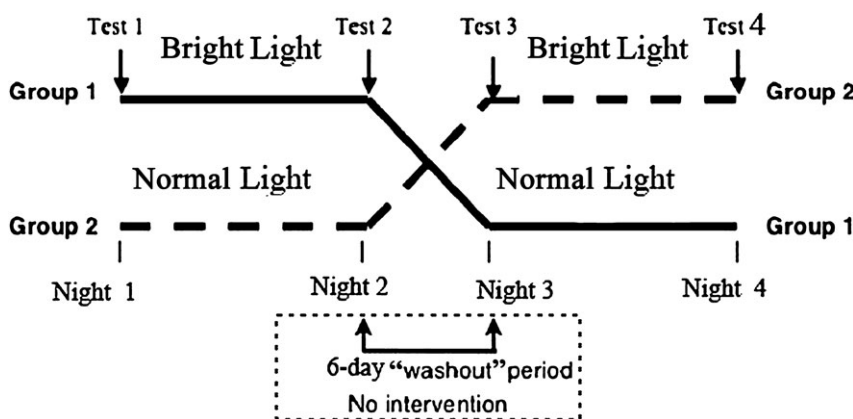 Test 1 Test 2 Test 3 Test 4
Bright Light Bright Light
Group 1 Group 2
Normal Light Normal Light
Group 2 Group 1
Night 1 Night 2 Night 3 Night 4
6-day “washout” period
No intervention